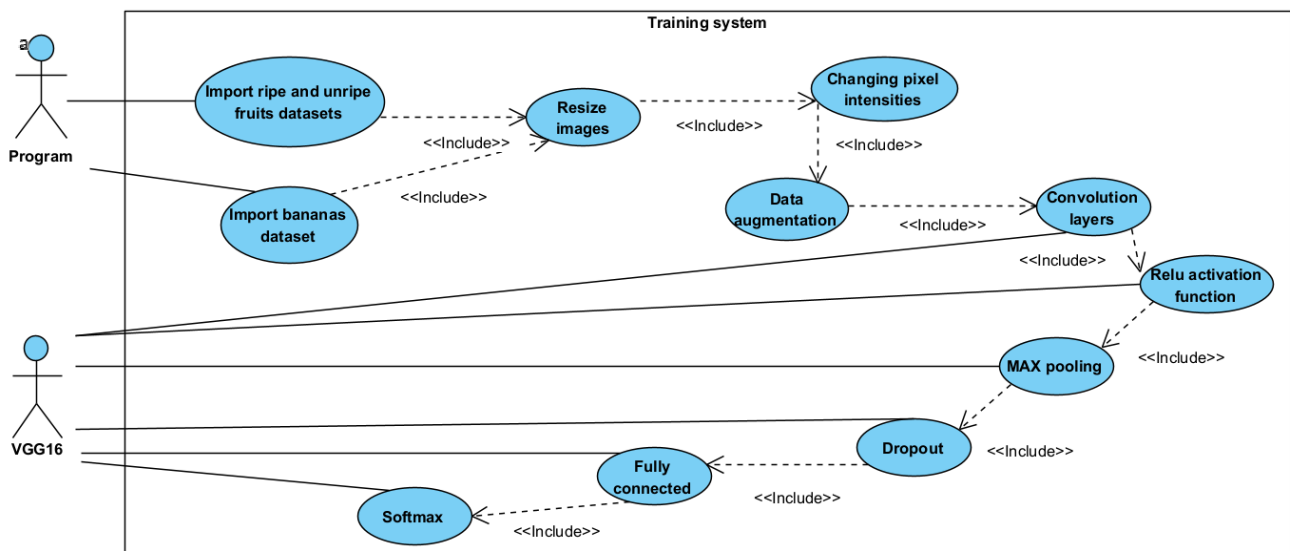 Training system
a
Program
Import ripe and unripe
fruits datasets
<<Include>>
Resize
images
<<Include>>
Changing pixel
intensities
<<Include>>
Import bananas
dataset
<<Include>>
Data
augmentation
<<Include>>
Convolution
layers
<<Include>>
Relu activation
function
<<Include>>
VGG16
MAX pooling
<<Include>>
Dropout
<<Include>>
Fully
connected
<<Include>>
Softmax